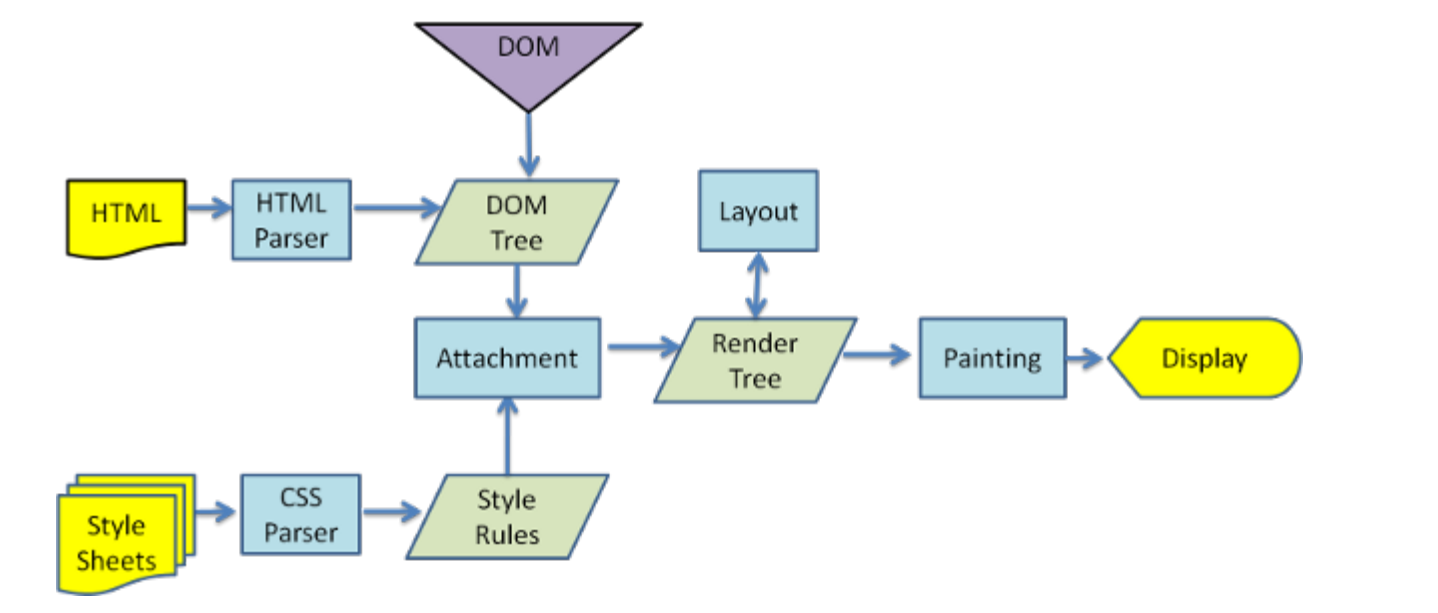 DOM
HTML
HTML
Parser
DOM
Tree
Layout
Attachment
Render
Tree
Painting
Display
Style
Sheets
CSS
Parser
Style
Rules